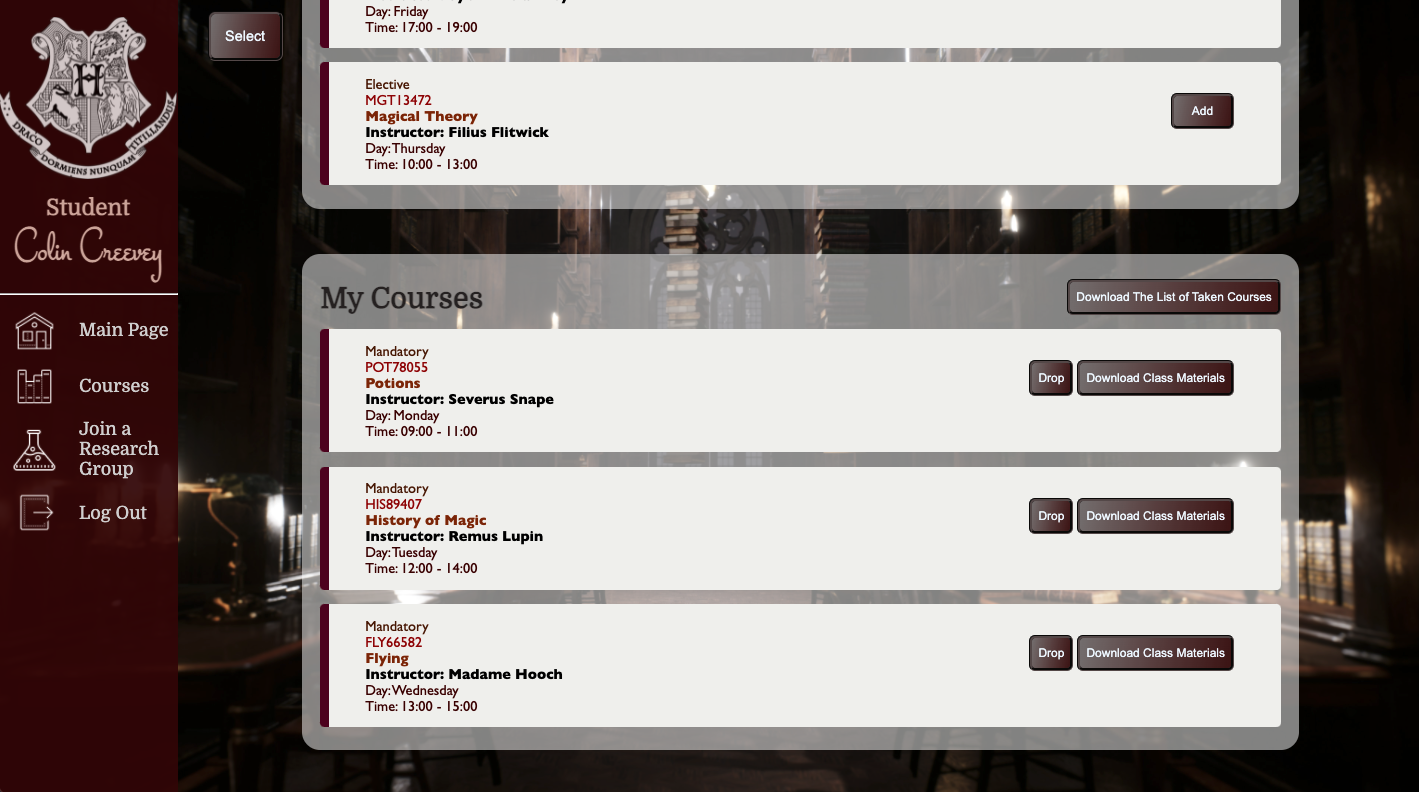 DRACO DORMIENS NUNQUAM TITILLANDUS
H
Student
Colin Creevey
Main Page
Courses
Join a
Research
Group
Log Out
Select
Day: Friday
Time: 17:00 - 19:00
Elective
MGT13472
Magical Theory
Instructor: Filius Flitwick
Day: Thursday
Time: 10:00 - 13:00
Add
My Courses
Download The List of Taken Courses
Mandatory
POT78055
Potions
Instructor: Severus Snape
Day: Monday
Time: 09:00 - 11:00
Drop
Download Class Materials
Mandatory
HIS89407
History of Magic
Instructor: Remus Lupin
Day: Tuesday
Time: 12:00 - 14:00
Drop
Download Class Materials
Mandatory
FLY66582
Flying
Instructor: Madame Hooch
Day: Wednesday
Time: 13:00 - 15:00
Drop
Download Class Materials